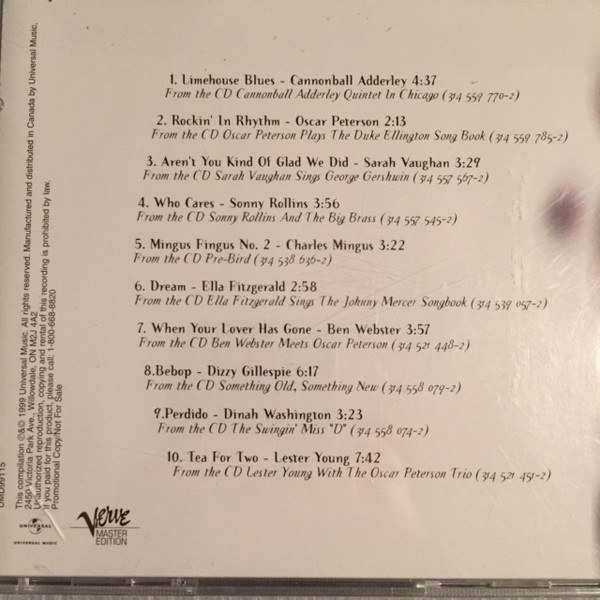 1. Limehouse Blues - Cannonball Adderley 4:37
From the CD Cannonball Adderley Quintet In Chicago (314 559 770-2)
2. Rockin' In Rhythm - Oscar Peterson 2:13
From the CD Oscar Peterson Plays The Duke Ellington Song Book (314 559 785-2)
3. Aren't You Kind Of Glad We Did - Sarah Vaughan 3:29
From the CD Sarah Vaughan Sings George Gershwin (314 557 567-2)
4. Who Cares - Sonny Rollins 3:56
From the CD Sonny Rollins And The Big Brass (314 557 545-2)
5. Mingus Fingus No. 2 - Charles Mingus 3:22
From the CD Pre-Bird (314 538 636-2)
6. Dream - Ella Fitzgerald 2:58
From the CD Ella Fitzgerald Sings The Johnny Mercer Songbook (314 539 057-2)
7. When Your Lover Has Gone - Ben Webster 3:57
From the CD Ben Webster Meets Oscar Peterson (314 521 448-2)
8.Bebop - Dizzy Gillespie 6:17
From the CD Something Old, Something New (314 558 079-2)
9.Perdido - Dinah Washington 3:23
From the CD The Swingin' Miss "D" (314 558 074-2)
10. Tea For Two - Lester Young 7:42
From the CD Lester Young With The Oscar Peterson Trio (314 521 451-2)
This compilation ℗&© 1999 Universal Music. All rights reserved. Manufactured and distributed in Canada by Universal Music,
2450 Victoria Park Ave., Willowdale, ON M2J 4A2
Unauthorized reproduction, copying and rental of this recording is prohibited by law.
If you paid for this product, please call: 1-800-668-8820
Promotional Copy/Not For Sale
UMD99115
UNIVERSAL
UNIVERSAL MUSIC
Verve
MASTER
EDITION